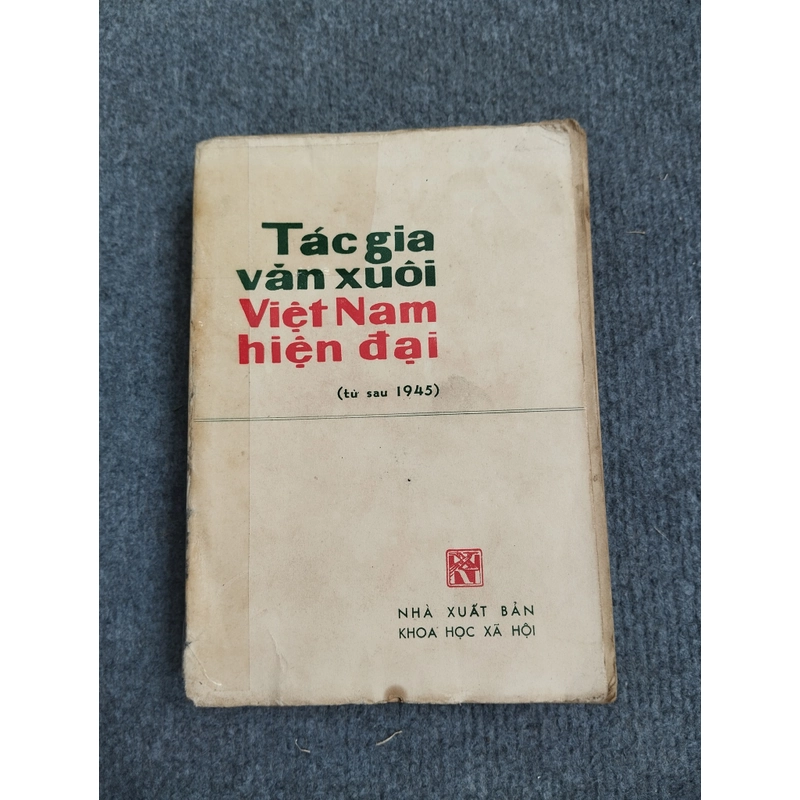 Tác gia
văn xuôi
Việt Nam
hiện đại
(từ sau 1945)
NHÀ XUẤT BẢN
KHOA HỌC XÃ HỘI